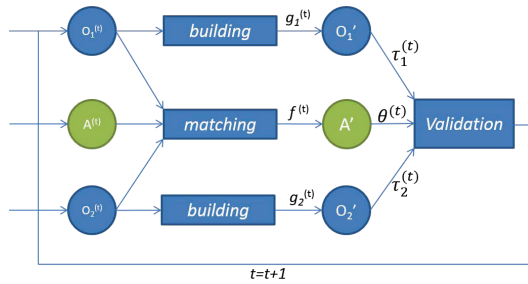 O₁⁽ᵗ⁾ building g₁⁽ᵗ⁾ O₁′ τ₁⁽ᵗ⁾
A⁽ᵗ⁾ matching f⁽ᵗ⁾ A′ θ⁽ᵗ⁾ Validation
O₂⁽ᵗ⁾ building g₂⁽ᵗ⁾ O₂′ τ₂⁽ᵗ⁾
t=t+1